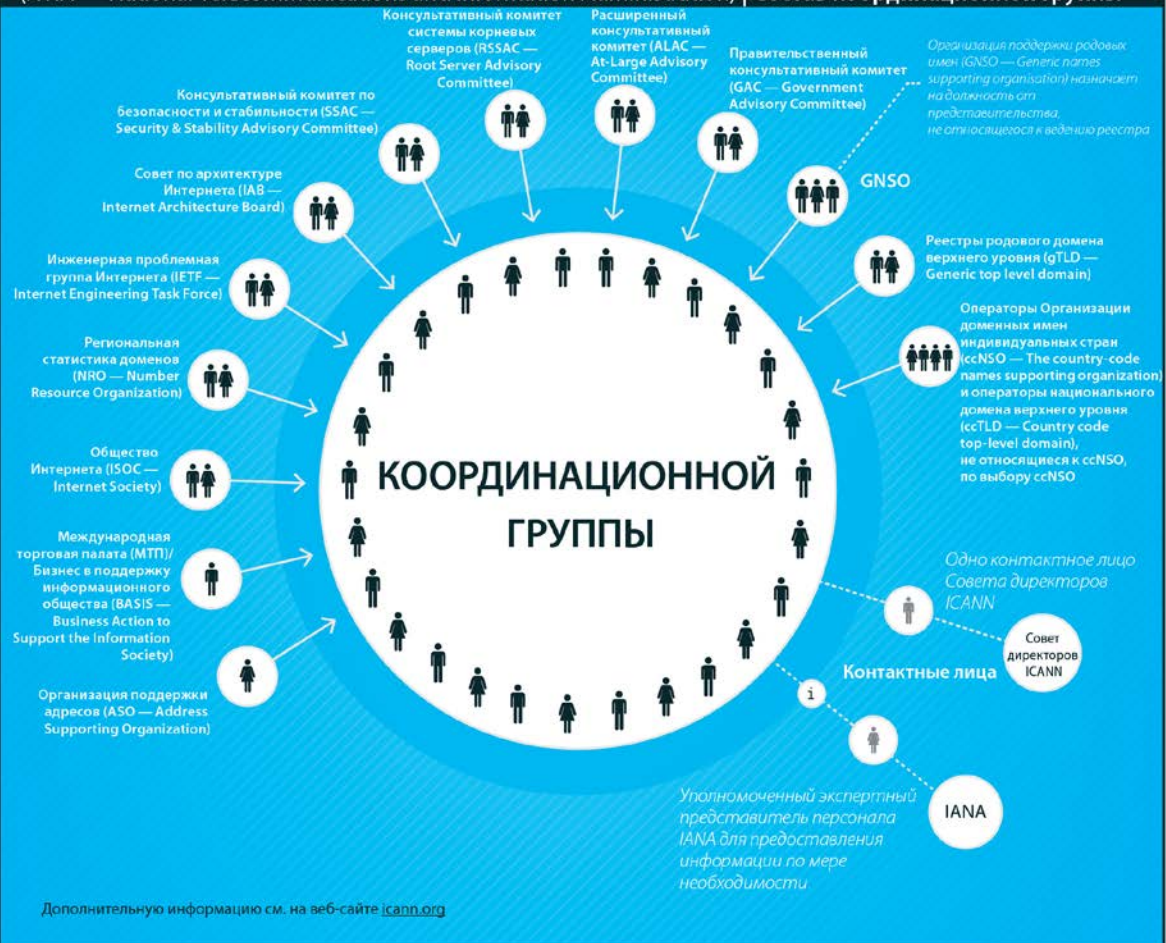 Консультативный комитет
системы корневых
серверов (RSSAC —
Root Server Advisory
Committee)
Расширенный
консультативный
комитет (ALAC —
At-Large Advisory
Committee)
Правительственный
консультативный комитет
(GAC — Government
Advisory Committee)
Организация поддержки родовых
имен (GNSO — Generic names
supporting organisation) назначает
на должность от
представительства,
не относящегося к ведению реестра
Консультативный комитет по
безопасности и стабильности (SSAC —
Security & Stability Advisory Committee)
GNSO
Совет по архитектуре
Интернета (IAB —
Internet Architecture Board)
Реестры родового домена
верхнего уровня (gTLD —
Generic top level domain)
Инженерная проблемная
группа Интернета (IETF —
Internet Engineering Task Force)
Операторы Организации
доменных имен
индивидуальных стран
(ccNSO — The country-code
names supporting organization)
и операторы национального
домена верхнего уровня
(ccTLD — Country code
top-level domain),
не относящиеся к ccNSO,
по выбору ccNSO
Региональная
статистика доменов
(NRO — Number
Resource Organization)
Общество
Интернета (ISOC —
Internet Society)
КООРДИНАЦИОННОЙ
ГРУППЫ
Международная
торговая палата (МТП)/
Бизнес в поддержку
информационного
общества (BASIS —
Business Action to
Support the Information
Society)
Одно контактное лицо
Совета директоров
ICANN
Совет
директоров
ICANN
Контактные лица
i
Организация поддержки
адресов (ASO — Address
Supporting Organization)
IANA
Уполномоченный экспертный
представитель персонала
IANA для предоставления
информации по мере
необходимости
Дополнительную информацию см. на веб-сайте icann.org